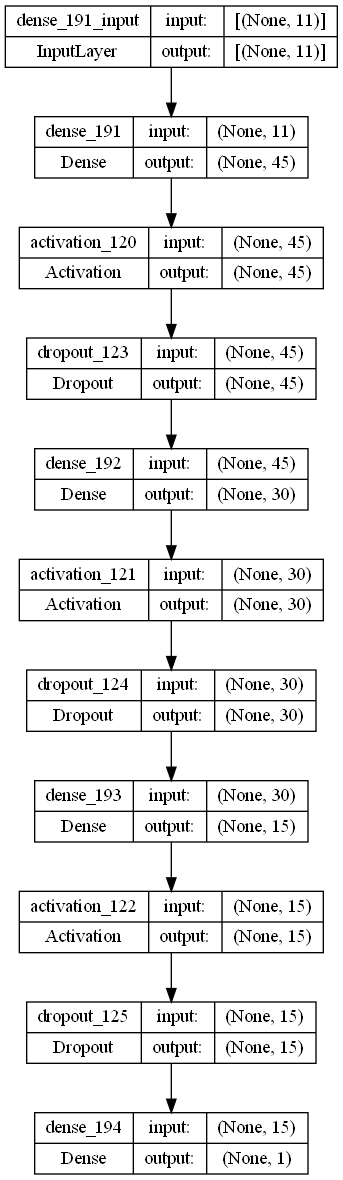 dense_191_input input: [(None, 11)]
InputLayer output: [(None, 11)]
dense_191 input: (None, 11)
Dense output: (None, 45)
activation_120 input: (None, 45)
Activation output: (None, 45)
dropout_123 input: (None, 45)
Dropout output: (None, 45)
dense_192 input: (None, 45)
Dense output: (None, 30)
activation_121 input: (None, 30)
Activation output: (None, 30)
dropout_124 input: (None, 30)
Dropout output: (None, 30)
dense_193 input: (None, 30)
Dense output: (None, 15)
activation_122 input: (None, 15)
Activation output: (None, 15)
dropout_125 input: (None, 15)
Dropout output: (None, 15)
dense_194 input: (None, 15)
Dense output: (None, 1)